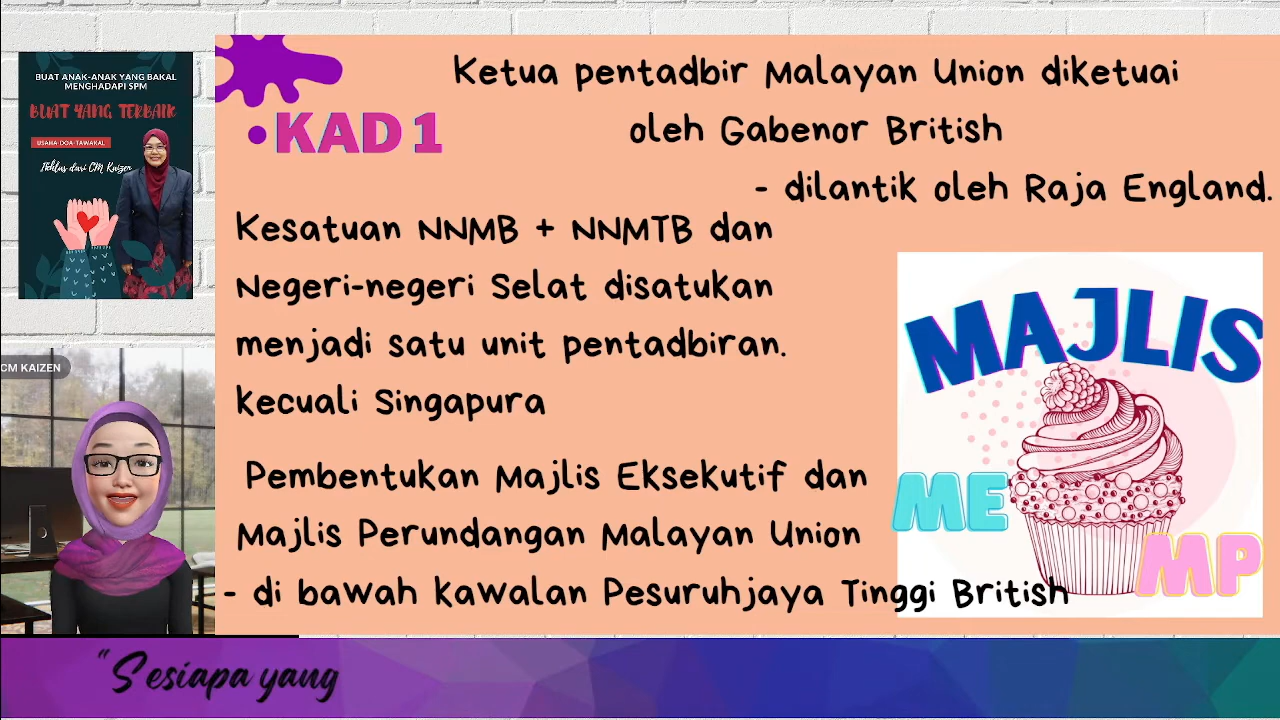 BUAT ANAK-ANAK YANG BAKAL
MENGHADAPI SPM
BUAT YANG TERBAIK
USAHA-DOA-TAWAKAL
Ikhlas dari CM Kaizen
CM KAIZEN
•KAD 1
Ketua pentadbir Malayan Union diketuai
oleh Gabenor British
- dilantik oleh Raja England.
Kesatuan NNMB + NNMTB dan
Negeri-negeri Selat disatukan
menjadi satu unit pentadbiran.
kecuali Singapura
Pembentukan Majlis Eksekutif dan
Majlis Perundangan Malayan Union
- di bawah Kawalan Pesuruhjaya Tinggi British
MAJLIS
ME
MP
"Sesiapa yang